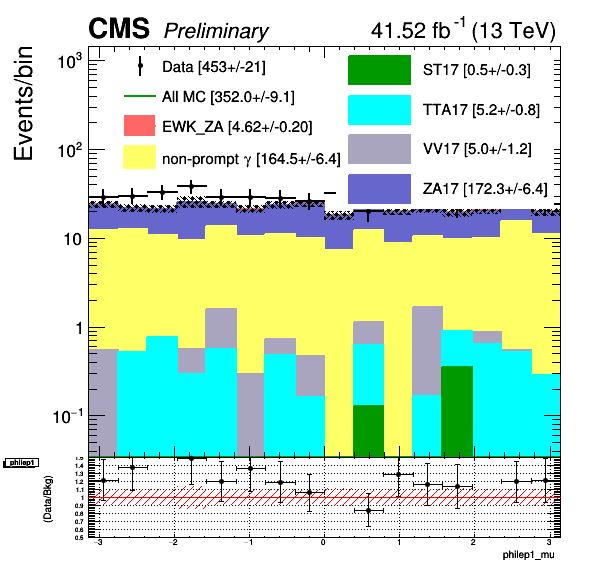 CMS Preliminary 41.52 fb⁻¹ (13 TeV)
Events/bin
Data [453+/-21]
All MC [352.0+/-9.1]
EWK_ZA [4.62+/-0.20]
non-prompt γ [164.5+/-6.4]
ST17 [0.5+/-0.3]
TTA17 [5.2+/-0.8]
VV17 [5.0+/-1.2]
ZA17 [172.3+/-6.4]
10³
10²
10
1
10⁻¹
philep1
(Data/Bkg)
1.5
1.4
1.3
1.2
1.1
1
0.9
0.8
0.7
0.6
0.5
−3 −2 −1 0 1 2 3
philep1_mu